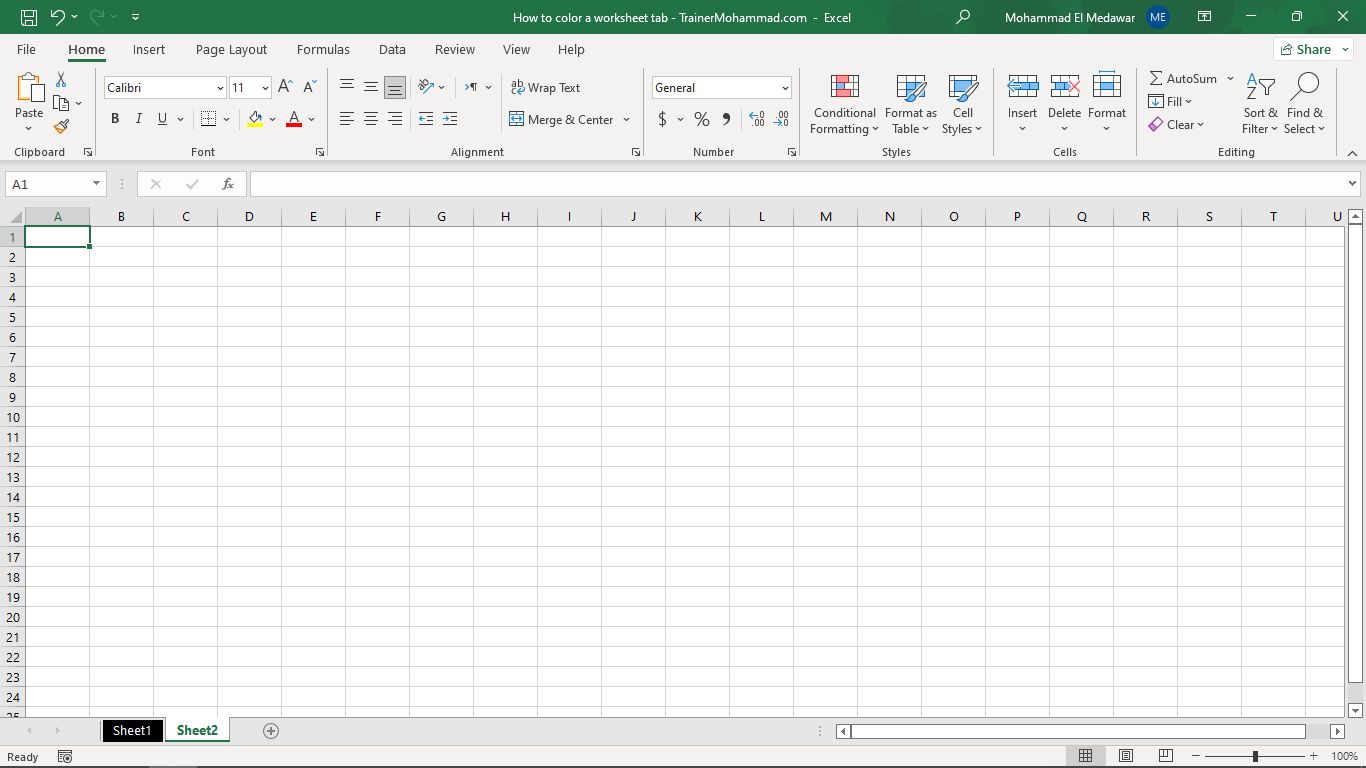 How to color a worksheet tab - TrainerMohammad.com - Excel
Mohammad El Medawar ME
File Home Insert Page Layout Formulas Data Review View Help Share
Paste
Clipboard
Calibri 11 A A
B I U A
Font
ab Wrap Text
Merge & Center
Alignment
General
$ % 9 .00 .00
Number
Conditional Formatting
Format as Table
Cell Styles
Styles
Insert Delete Format
Cells
AutoSum
Fill
Clear
Sort & Filter
Find & Select
Editing
A1 fx
A B C D E F G H I J K L M N O P Q R S T U
1
2
3
4
5
6
7
8
9
10
11
12
13
14
15
16
17
18
19
20
21
22
23
24
25
Sheet1 Sheet2
Ready 100%